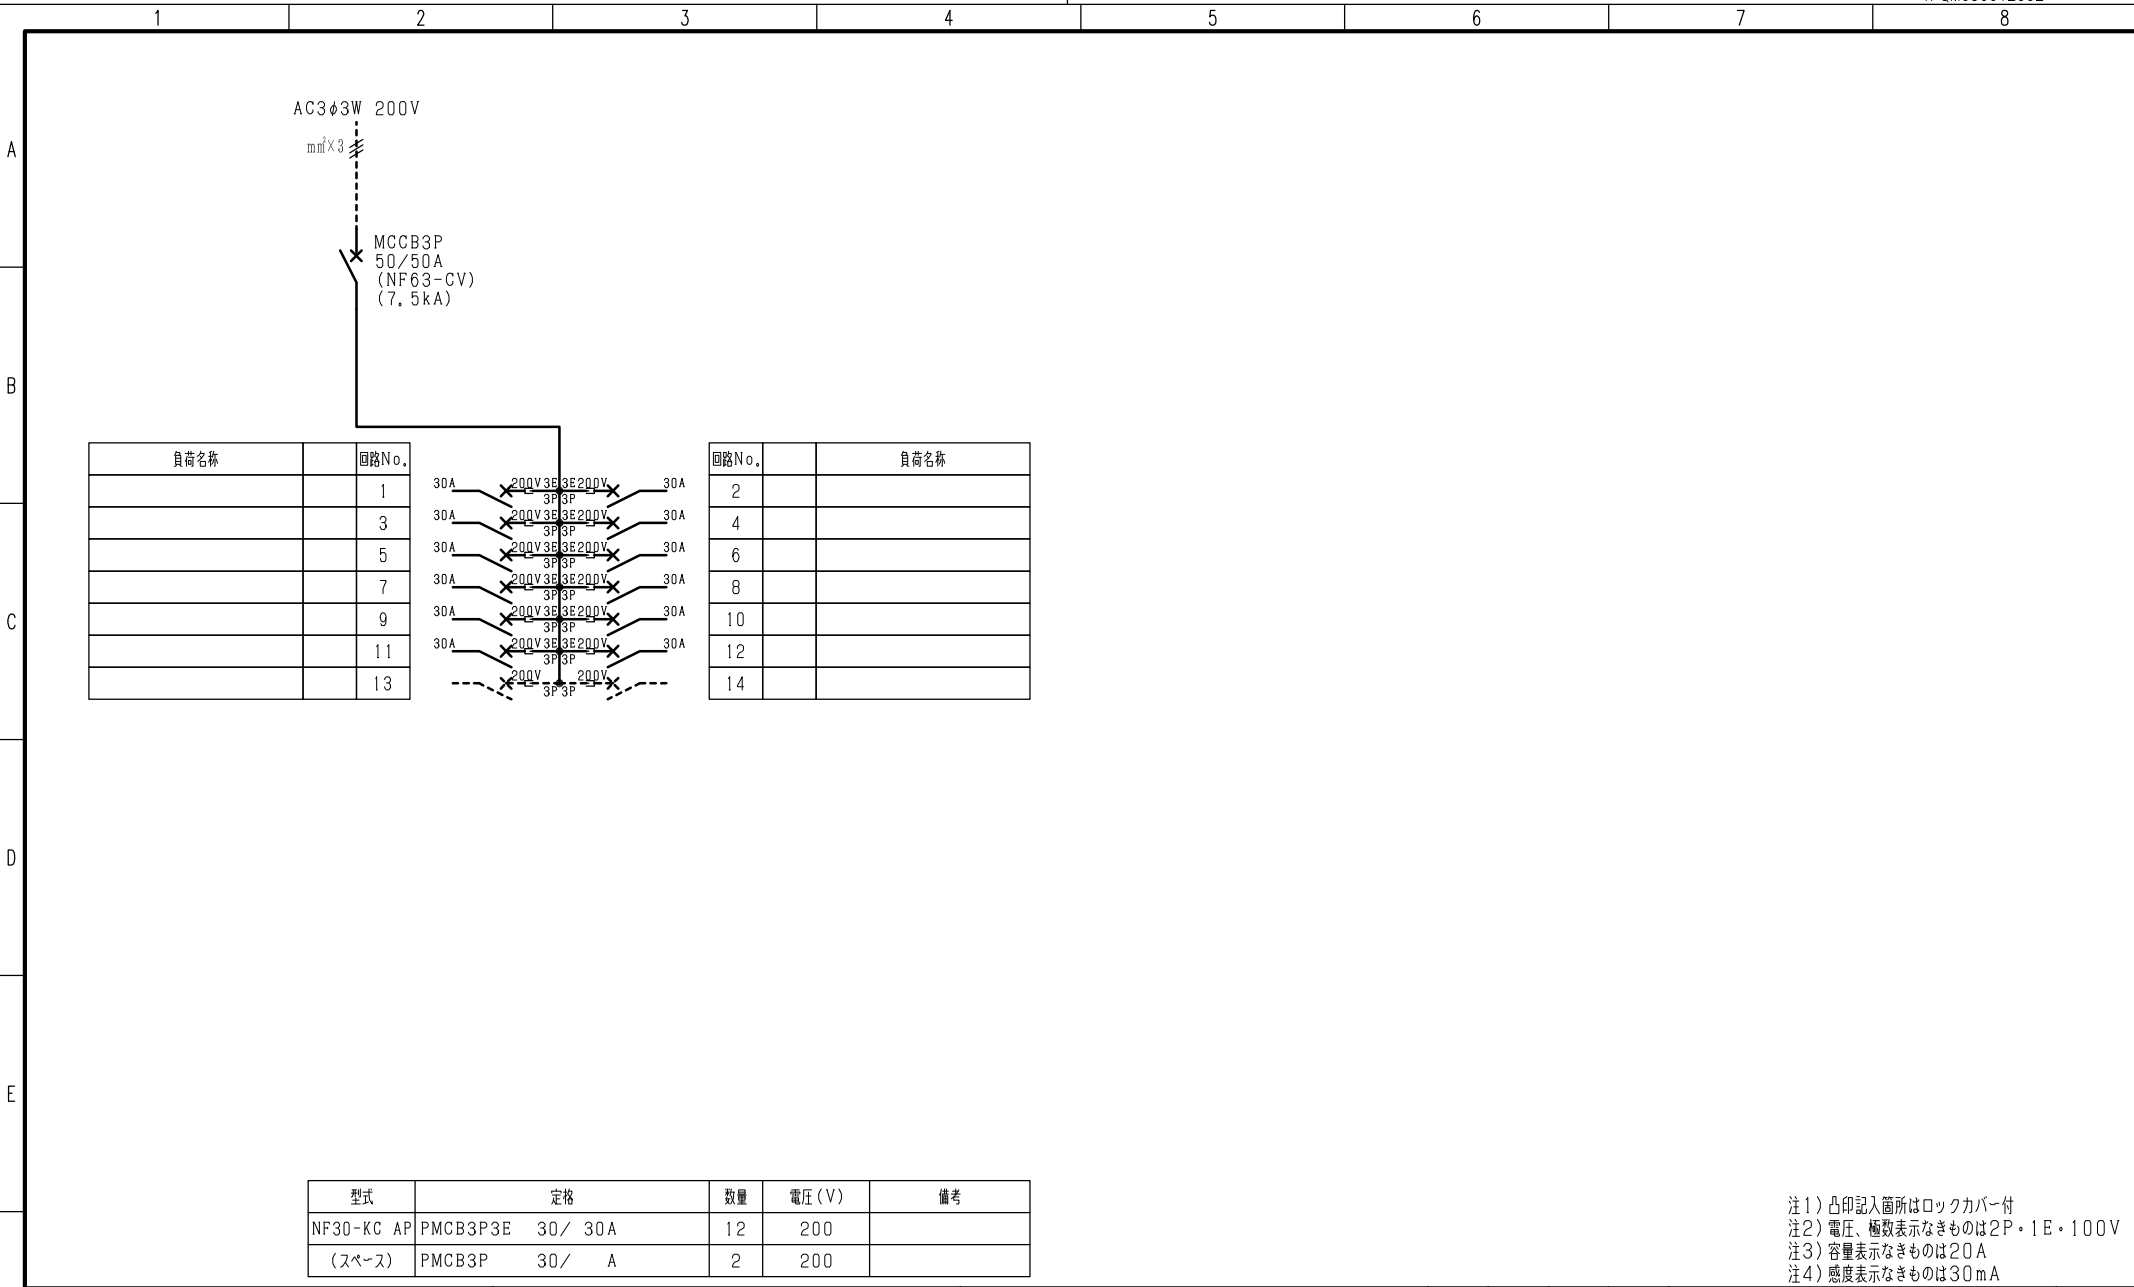 1 2 3 4 5 6 7 8
A
B
C
D
E
AC3φ3W 200V
mm²×3
MCCB3P
50/50A
(NF63-CV)
(7.5kA)
負荷名称 回路No. 回路No. 負荷名称
1 30A 200V 3E 3E 200V 30A 2
3P 3P
3 30A 200V 3E 3E 200V 30A 4
3P 3P
5 30A 200V 3E 3E 200V 30A 6
3P 3P
7 30A 200V 3E 3E 200V 30A 8
3P 3P
9 30A 200V 3E 3E 200V 30A 10
3P 3P
11 30A 200V 3E 3E 200V 30A 12
3P 3P
13 200V 200V 14
3P 3P
型式 定格 数量 電圧(V) 備考
NF30-KC AP PMCB3P3E 30/ 30A 12 200
(スペース) PMCB3P 30/ A 2 200
注1)凸印記入箇所はロックカバー付
注2)電圧、極数表示なきものは2P・1E・100V
注3)容量表示なきものは20A
注4)感度表示なきものは30mA